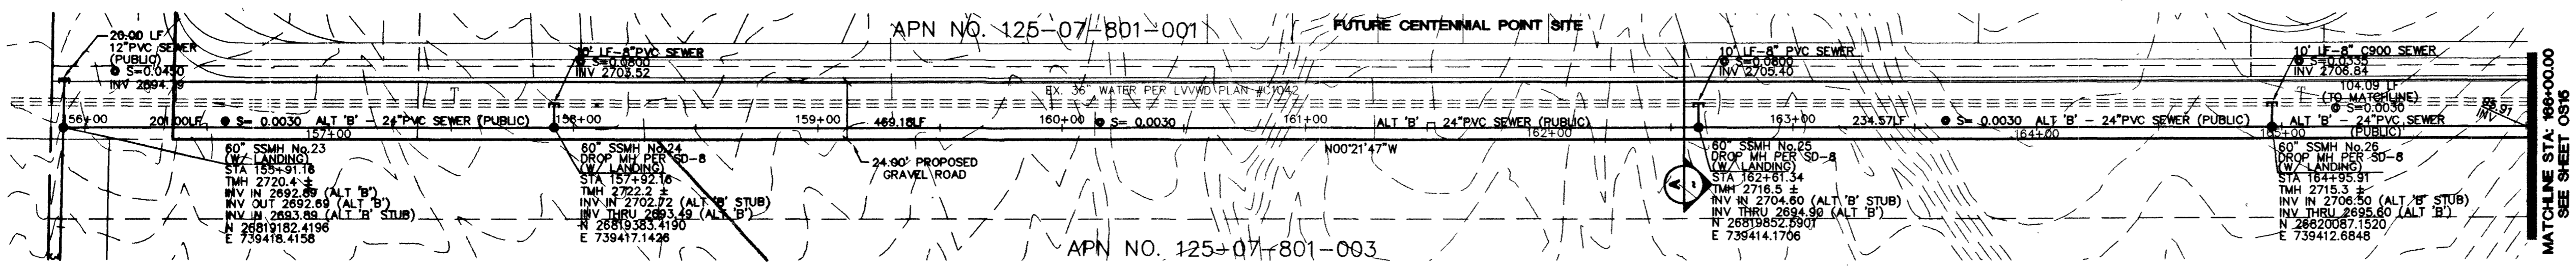 APN NO. 125-07-801-001
FUTURE CENTENNIAL POINT SITE
20.00 LF
12"PVC SEWER
(PUBLIC)
@ S=0.0450
10' LF-8" PVC SEWER
@ S=0.0800
INV 2703.52
10' LF-8" PVC SEWER
@ S=0.0800
INV 2705.40
10' LF-8" C900 SEWER
@ S=0.0335
INV 2706.84
104.09 LF
(TO MATCHLINE)
@ S=0.0030
EX. 36" WATER PER LVVWD PLAN #C1042
56+00
201.00LF
@ S= 0.0030 ALT 'B' - 24"PVC SEWER (PUBLIC)
157+00
158+00
159+00
469.18LF
160+00
@ S= 0.0030
161+00
ALT 'B' - 24"PVC SEWER (PUBLIC)
162+00
163+00
234.57LF
@ S= 0.0030 ALT 'B' - 24"PVC SEWER (PUBLIC)
164+00
165+00
ALT 'B' - 24"PVC SEWER
(PUBLIC)
N00°21'47"W
24.00' PROPOSED
GRAVEL ROAD
60" SSMH No.23
(W/ LANDING)
STA 155+91.16
TMH 2720.4 ±
INV IN 2692.89 (ALT 'B')
INV OUT 2692.69 (ALT 'B')
INV IN 2693.89 (ALT 'B' STUB)
N 26819182.4196
E 739418.4158
60" SSMH No.24
DROP MH PER SD-8
(W/ LANDING)
STA 157+92.16
TMH 2722.2 ±
INV IN 2702.72 (ALT 'B' STUB)
INV THRU 2693.49 (ALT 'B')
N 26819383.4190
E 739417.1426
60" SSMH No.25
DROP MH PER SD-8
(W/ LANDING)
STA 162+61.34
TMH 2716.5 ±
INV IN 2704.60 (ALT 'B' STUB)
INV THRU 2694.90 (ALT 'B')
N 26819852.5901
E 739414.1706
60" SSMH No.26
DROP MH PER SD-8
(W/ LANDING)
STA 164+95.91
TMH 2715.3 ±
INV IN 2706.50 (ALT 'B' STUB)
INV THRU 2695.60 (ALT 'B')
N 26820087.1520
E 739412.6848
APN NO. 125-07-801-003
MATCHLINE STA: 166+00.00
SEE SHEET OS16